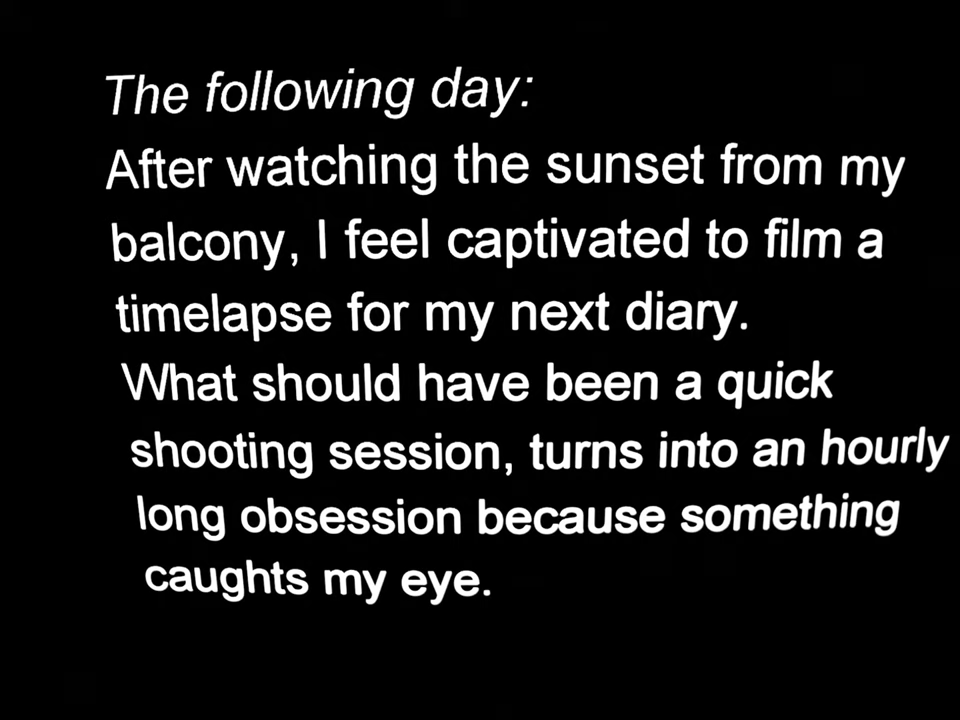 The following day:
After watching the sunset from my
balcony, I feel captivated to film a
timelapse for my next diary.
What should have been a quick
shooting session, turns into an hourly
long obsession because something
caughts my eye.